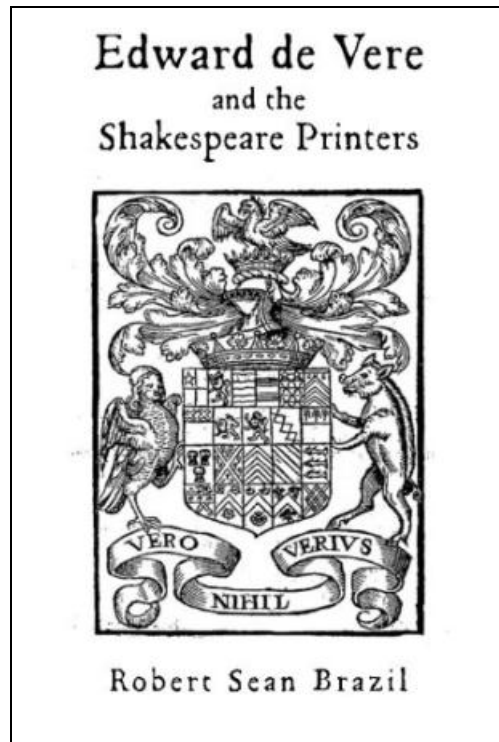 Edward de Vere
and the
Shakespeare Printers
VERO
VERIVS
NIHIL
Robert Sean Brazil